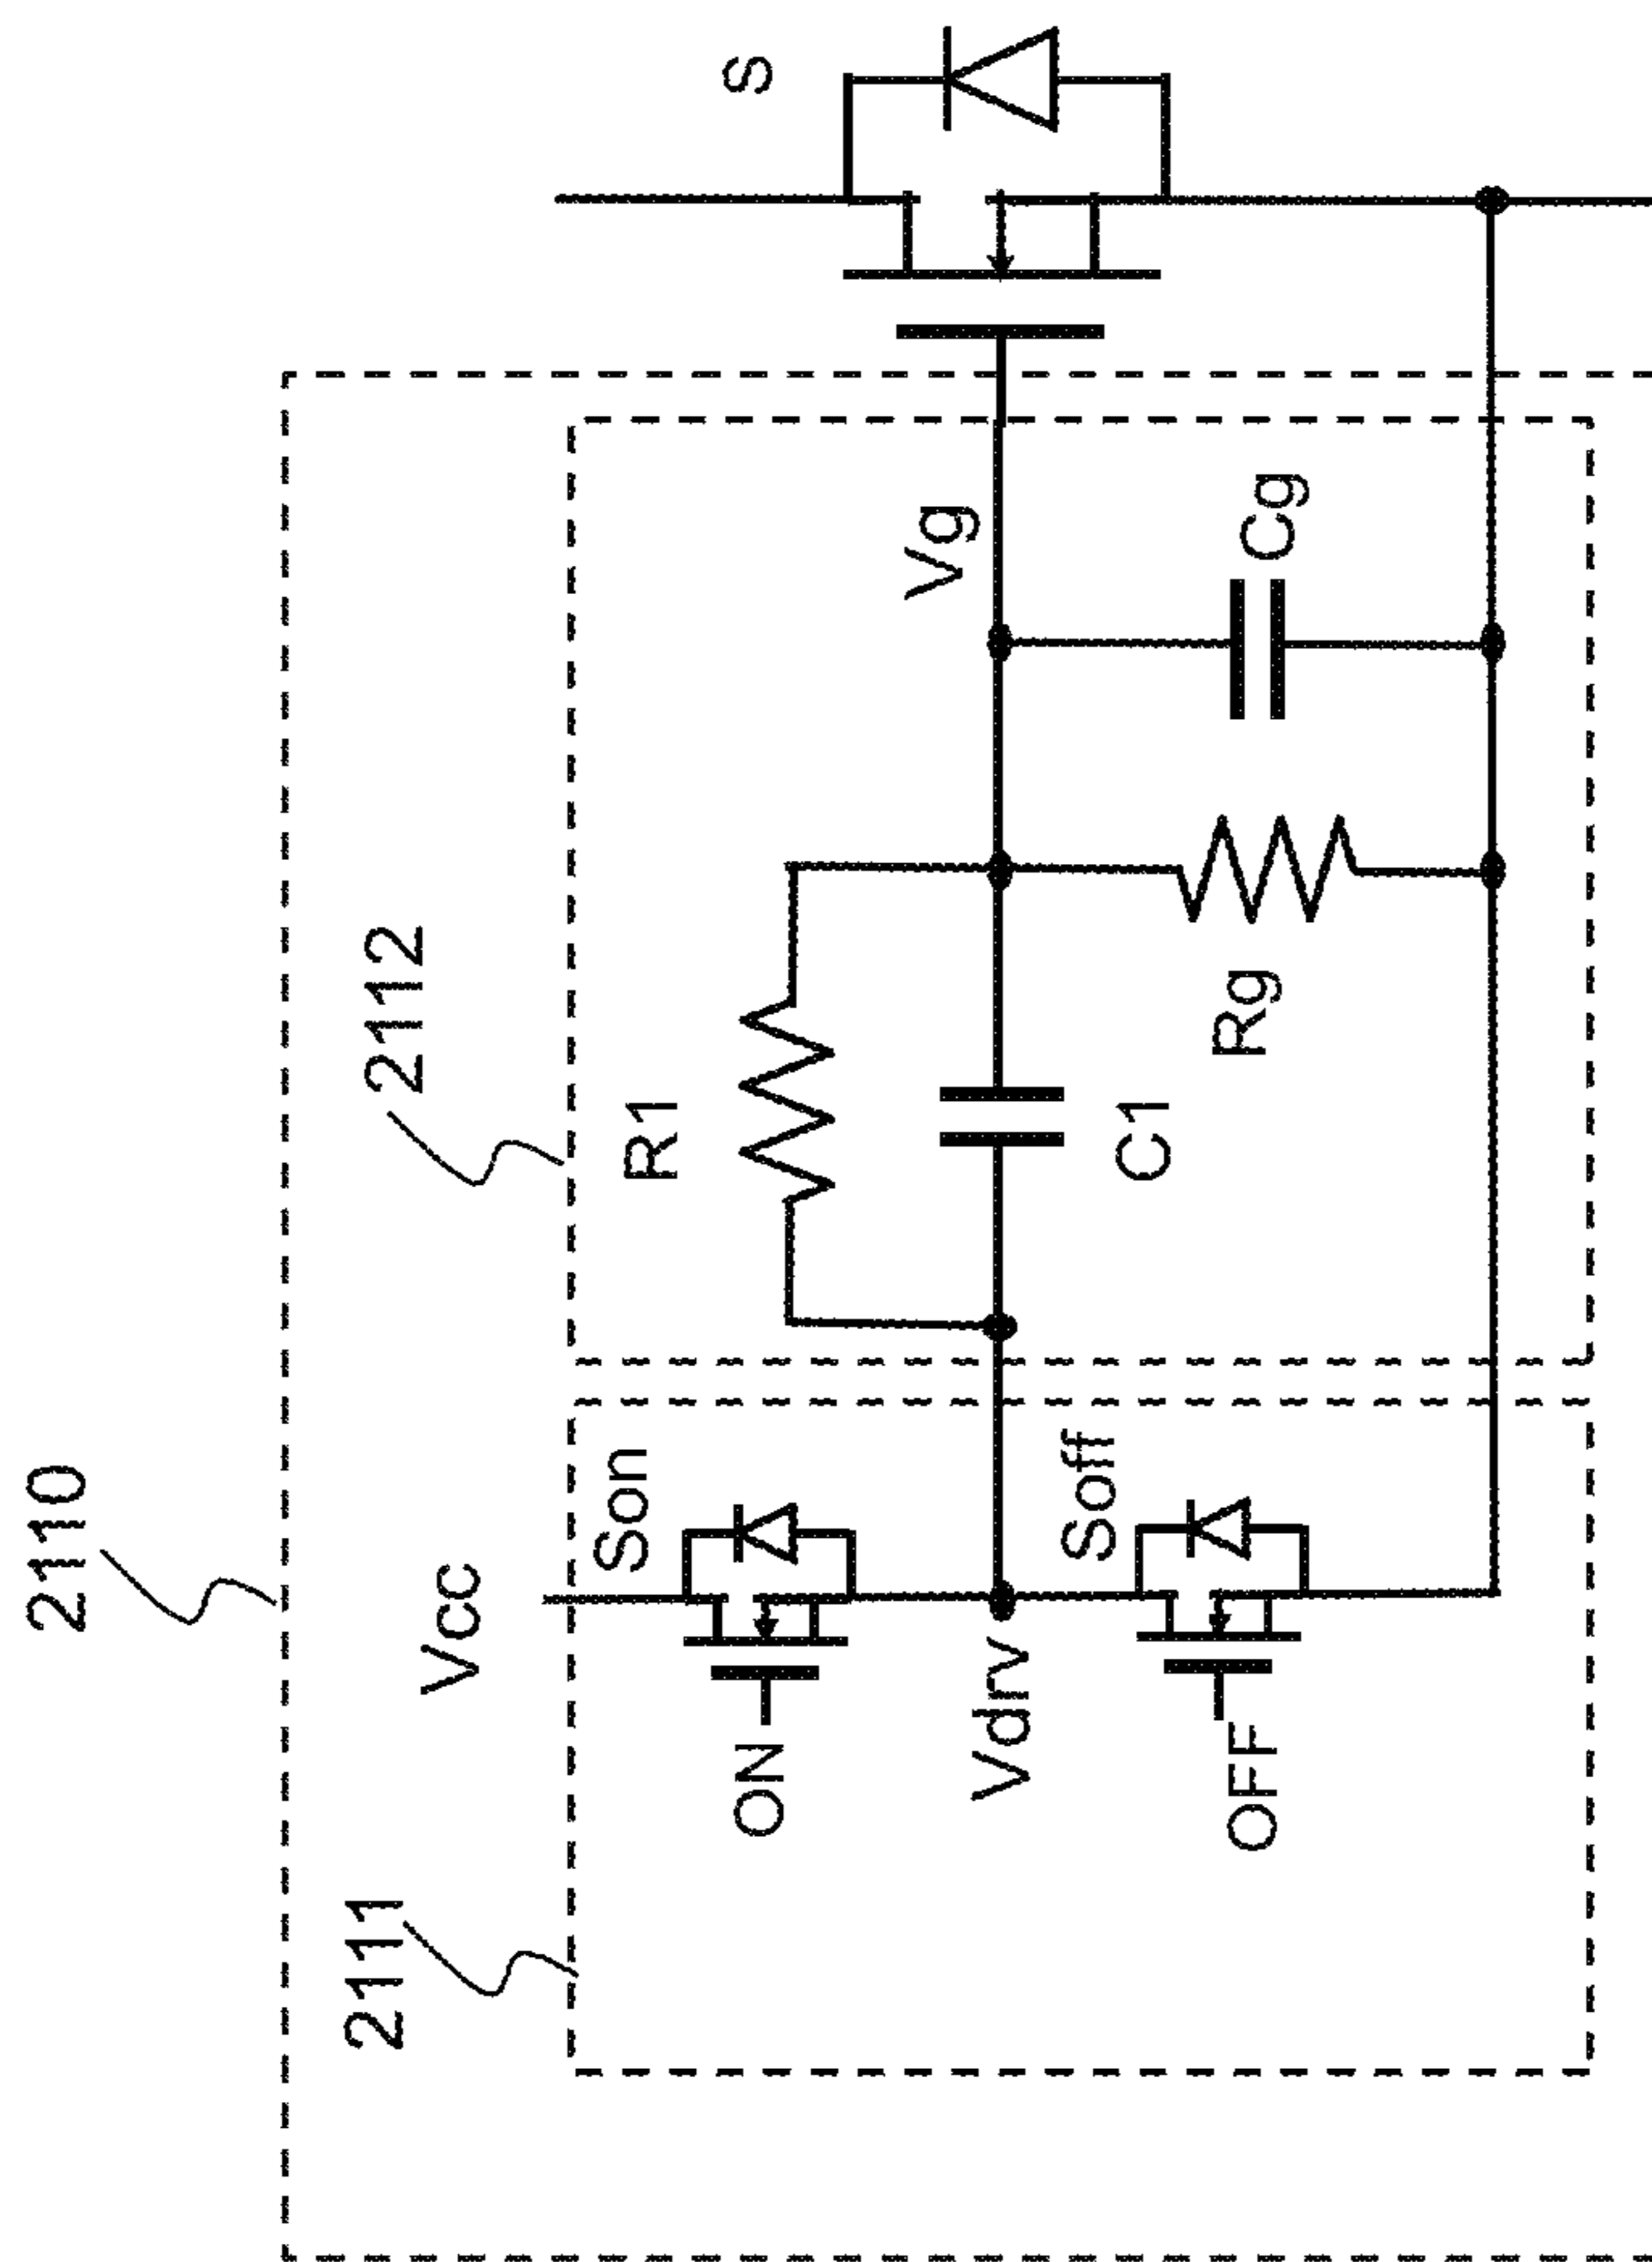 2110
2111
2112
Vcc
Son
ON
Vdrv
Soff
OFF
R1
C1
Rg
Vg
Cg
S